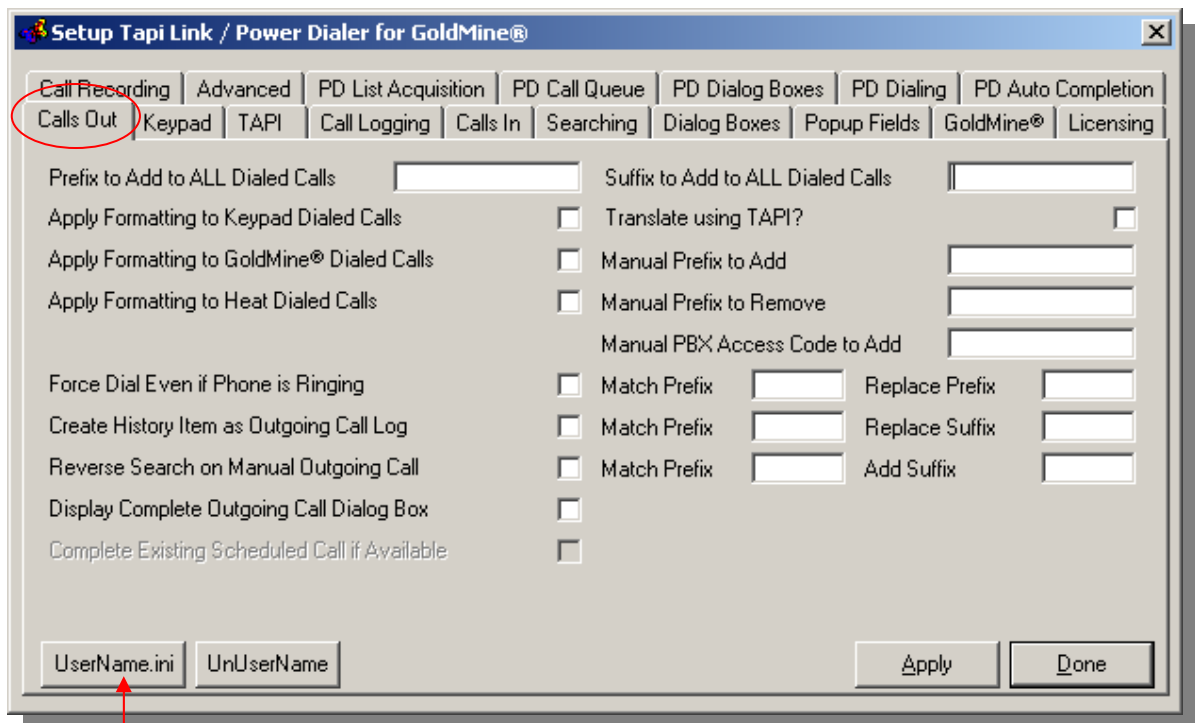 Setup Tapi Link / Power Dialer for GoldMine®
Call Recording Advanced PD List Acquisition PD Call Queue PD Dialog Boxes PD Dialing PD Auto Completion
Calls Out Keypad TAPI Call Logging Calls In Searching Dialog Boxes Popup Fields GoldMine® Licensing
Prefix to Add to ALL Dialed Calls Suffix to Add to ALL Dialed Calls
Apply Formatting to Keypad Dialed Calls Translate using TAPI?
Apply Formatting to GoldMine® Dialed Calls Manual Prefix to Add
Apply Formatting to Heat Dialed Calls Manual Prefix to Remove
Manual PBX Access Code to Add
Force Dial Even if Phone is Ringing Match Prefix Replace Prefix
Create History Item as Outgoing Call Log Match Prefix Replace Suffix
Reverse Search on Manual Outgoing Call Match Prefix Add Suffix
Display Complete Outgoing Call Dialog Box
Complete Existing Scheduled Call if Available
UserName.ini UnUserName Apply Done